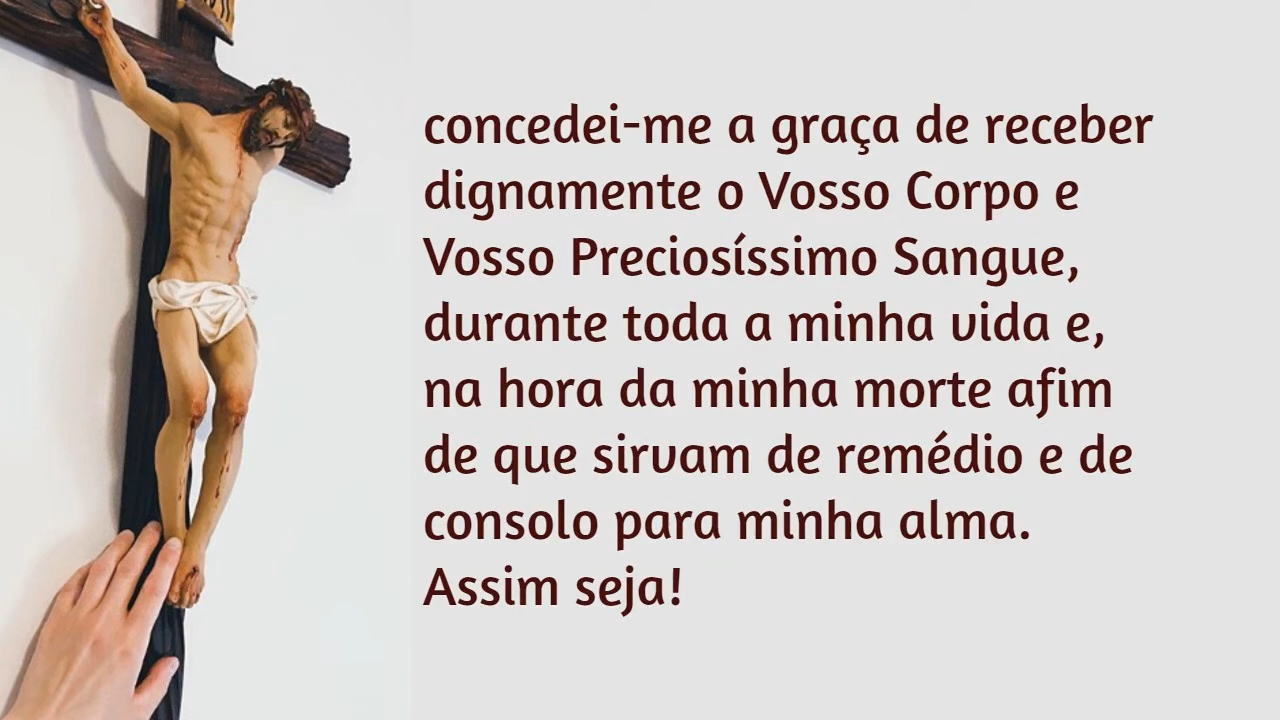 concedei-me a graça de receber
dignamente o Vosso Corpo e
Vosso Preciosíssimo Sangue,
durante toda a minha vida e,
na hora da minha morte afim
de que sirvam de remédio e de
consolo para minha alma.
Assim seja!